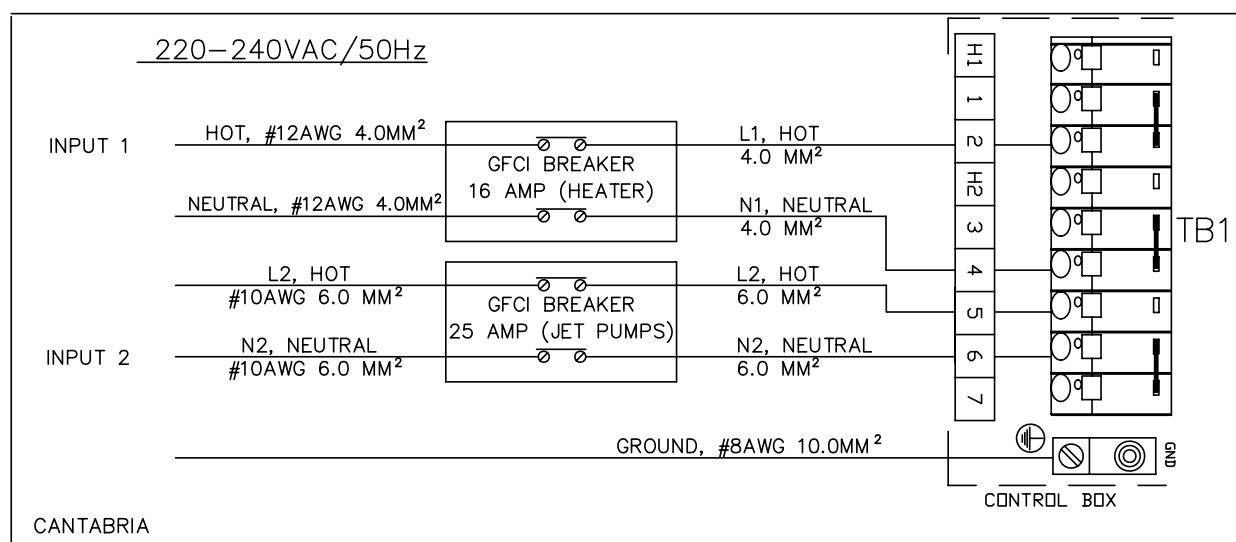 220-240VAC/50Hz
INPUT 1
HOT, #12AWG 4.0MM²
NEUTRAL, #12AWG 4.0MM²
GFCI BREAKER
16 AMP (HEATER)
L1, HOT
4.0 MM²
N1, NEUTRAL
4.0 MM²
INPUT 2
L2, HOT
#10AWG 6.0 MM²
N2, NEUTRAL
#10AWG 6.0 MM²
GFCI BREAKER
25 AMP (JET PUMPS)
L2, HOT
6.0 MM²
N2, NEUTRAL
6.0 MM²
GROUND, #8AWG 10.0MM²
H1
1
2
H2
3
4
5
6
7
TB1
GND
CONTROL BOX
CANTABRIA